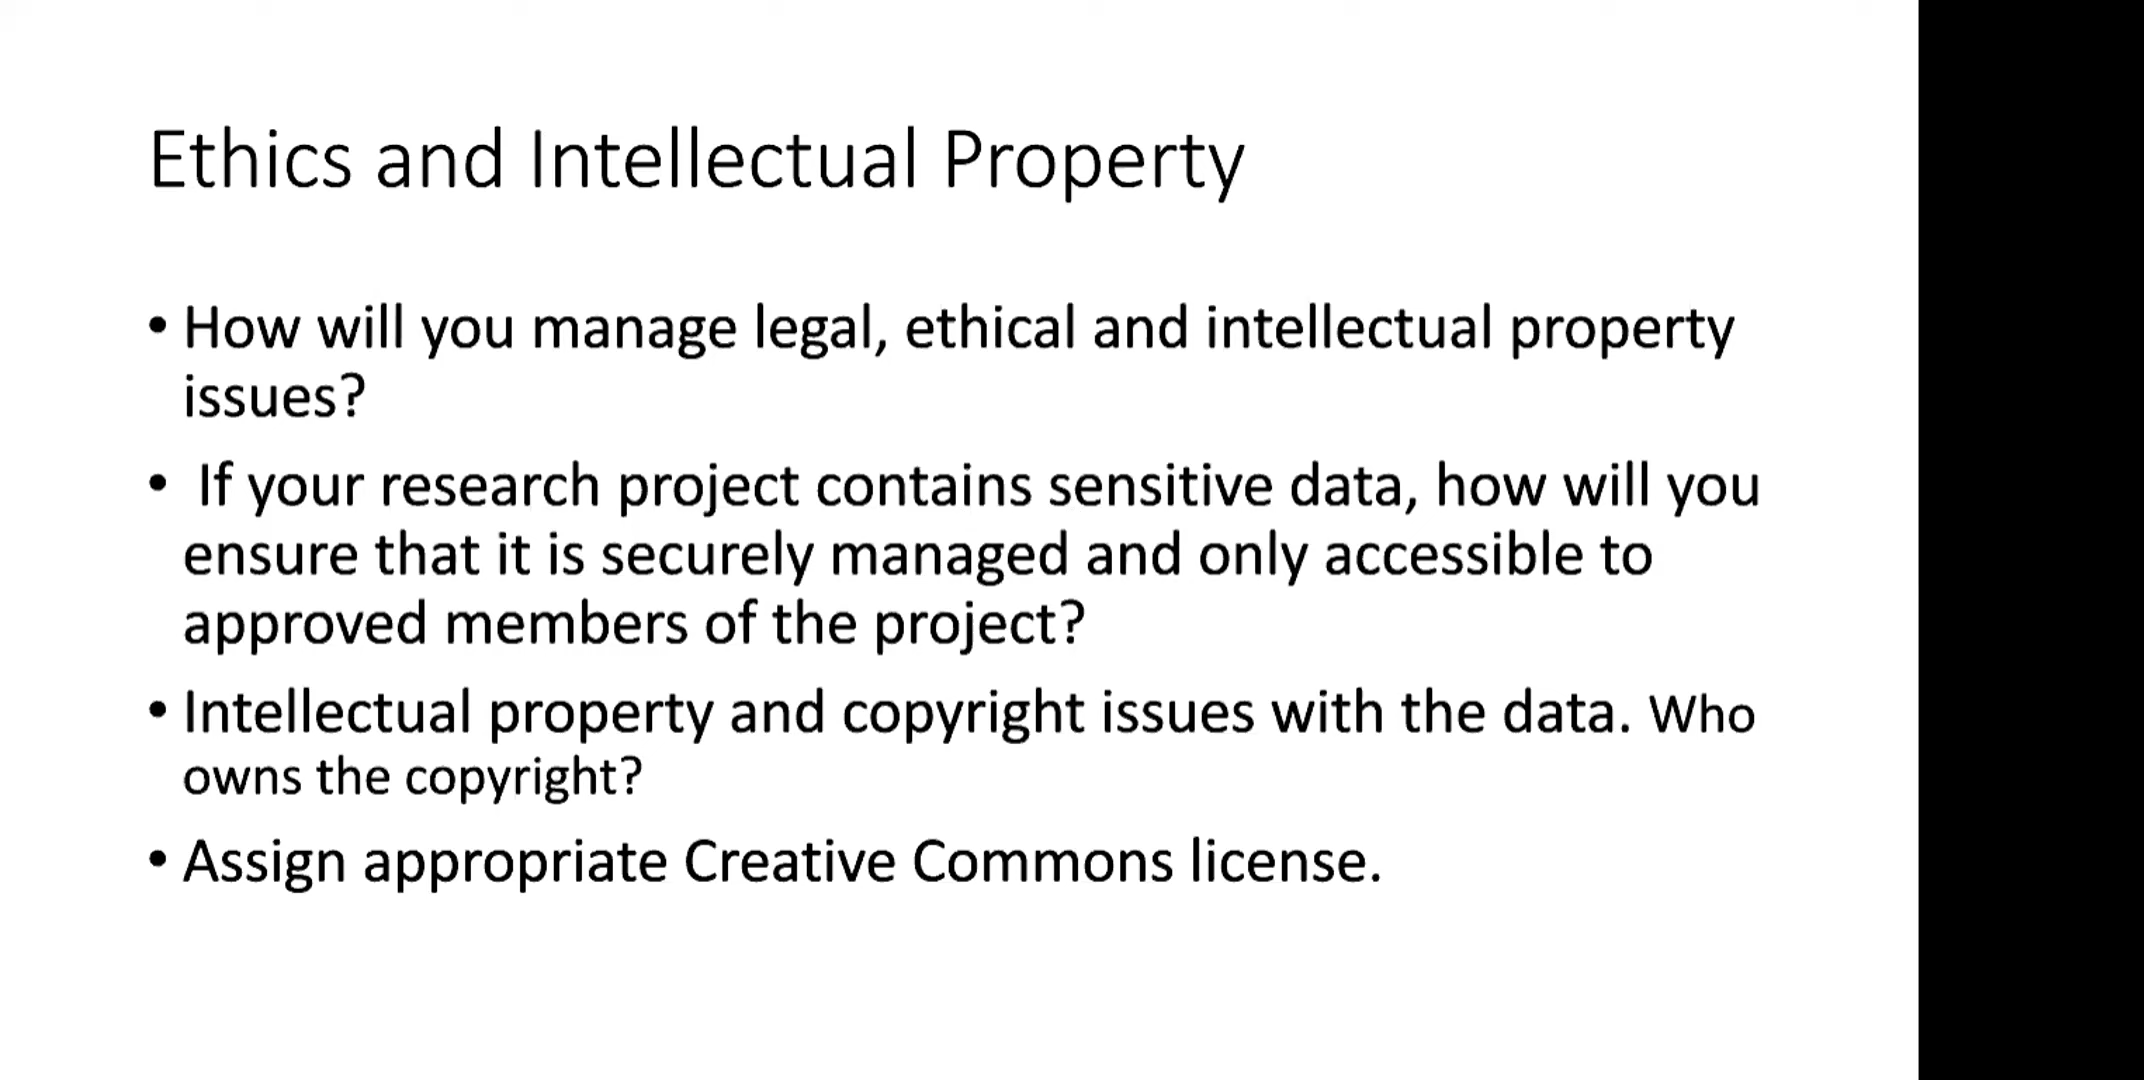 Ethics and Intellectual Property
• How will you manage legal, ethical and intellectual property
issues?
• If your research project contains sensitive data, how will you
ensure that it is securely managed and only accessible to
approved members of the project?
• Intellectual property and copyright issues with the data. Who
owns the copyright?
• Assign appropriate Creative Commons license.